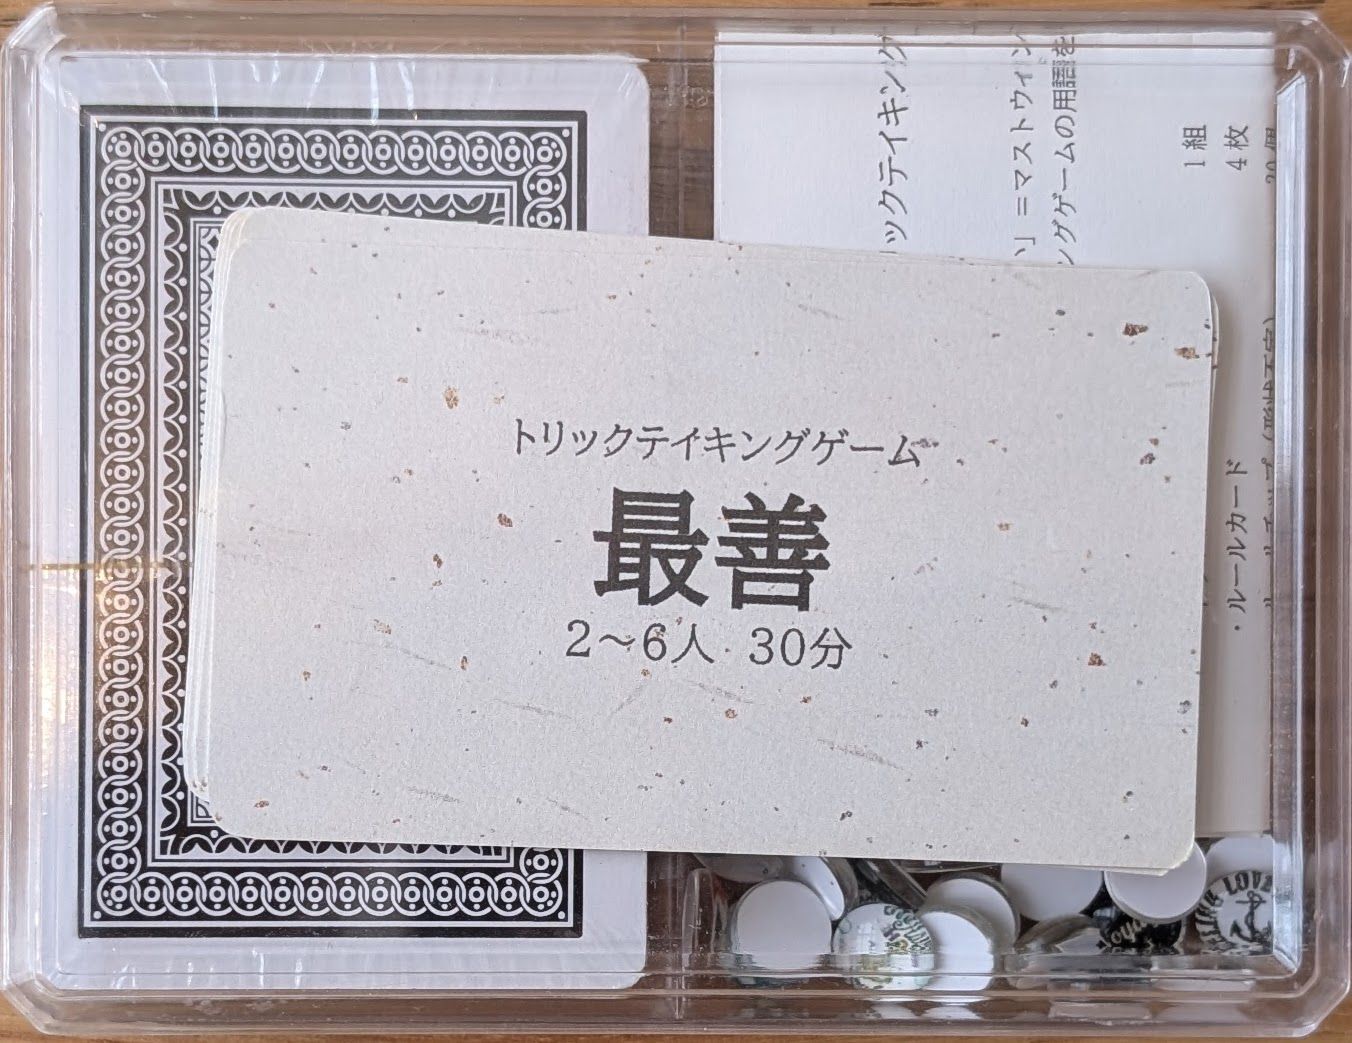 トリックテイキングゲーム
最善
2～6人 30分
リックテイキング
い」＝マストウィン
ングゲームの用語を
1組
4枚
・ルールカード
LOVE